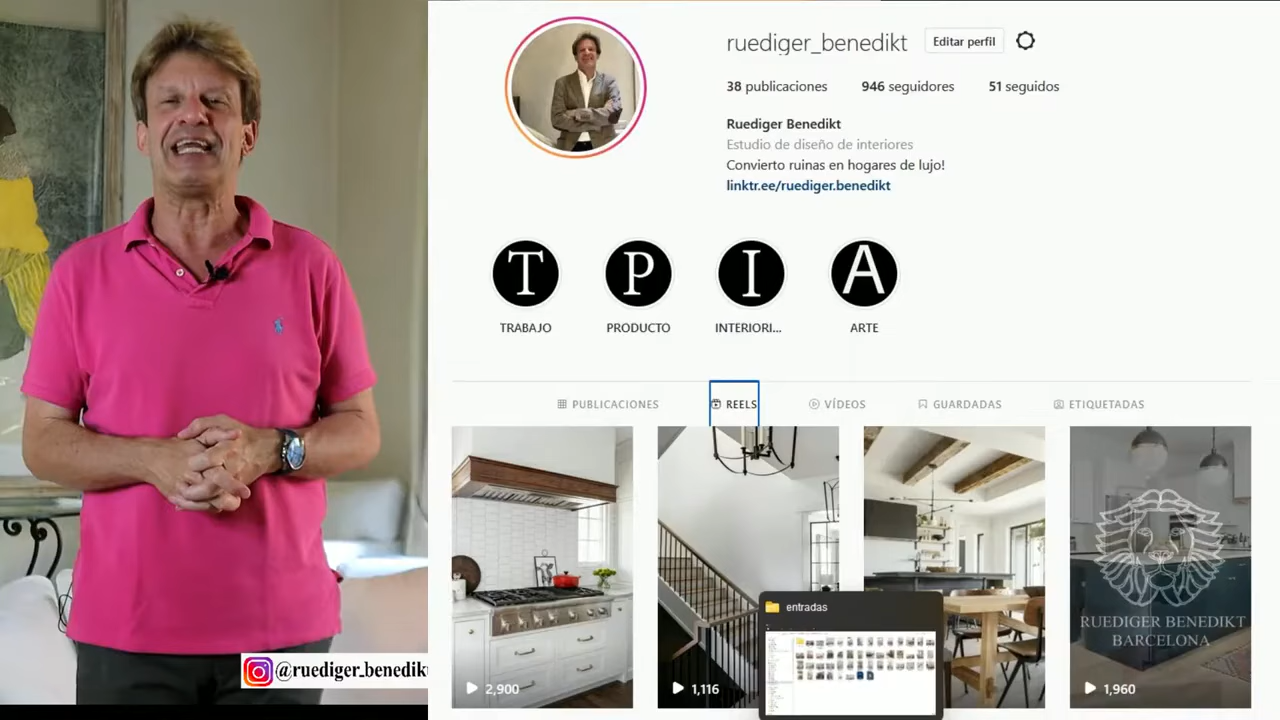 @ruediger_benedik
ruediger_benedikt
Editar perfil
38 publicaciones 946 seguidores 51 seguidos
Ruediger Benedikt
Estudio de diseño de interiores
Convierto ruinas en hogares de lujo!
linktr.ee/ruediger.benedikt
T P I A
TRABAJO PRODUCTO INTERIORI... ARTE
PUBLICACIONES REELS VÍDEOS GUARDADAS ETIQUETADAS
RUEDIGER BENEDIKT
BARCELONA
entradas
2,900 1,116 1,960